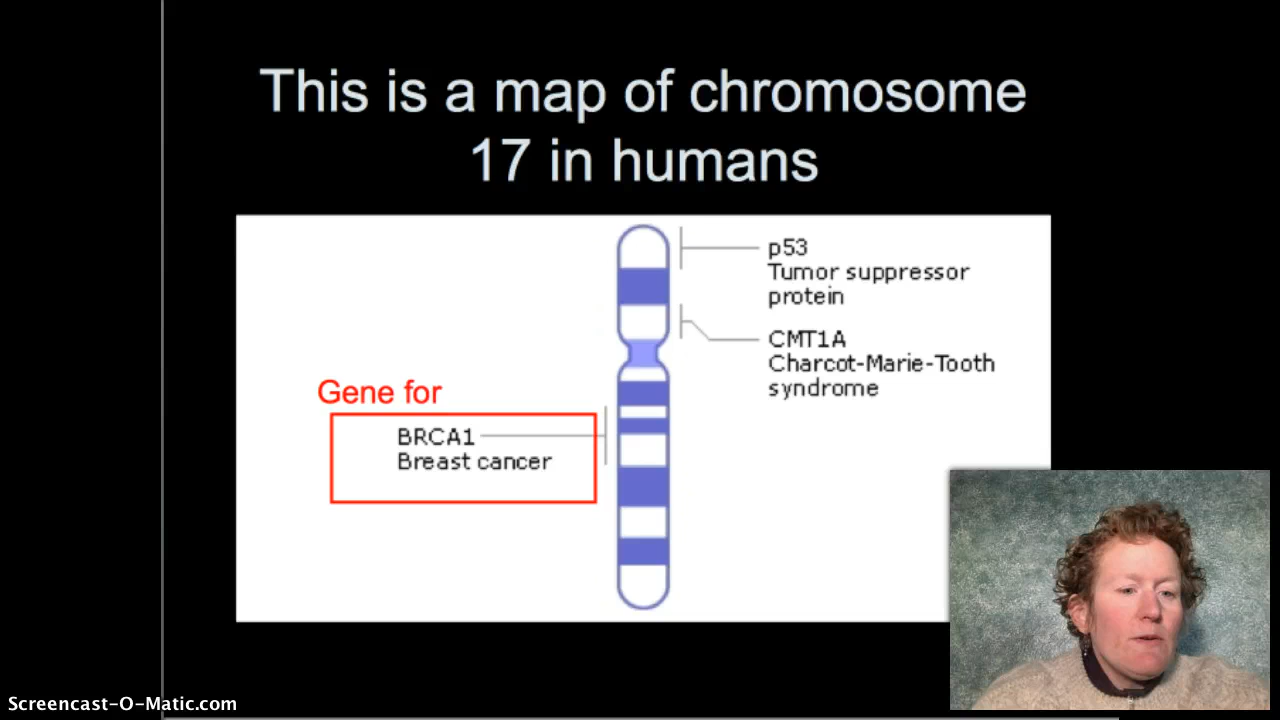 This is a map of chromosome
17 in humans
p53
Tumor suppressor
protein
CMT1A
Charcot-Marie-Tooth
syndrome
Gene for
BRCA1
Breast cancer
Screencast-O-Matic.com